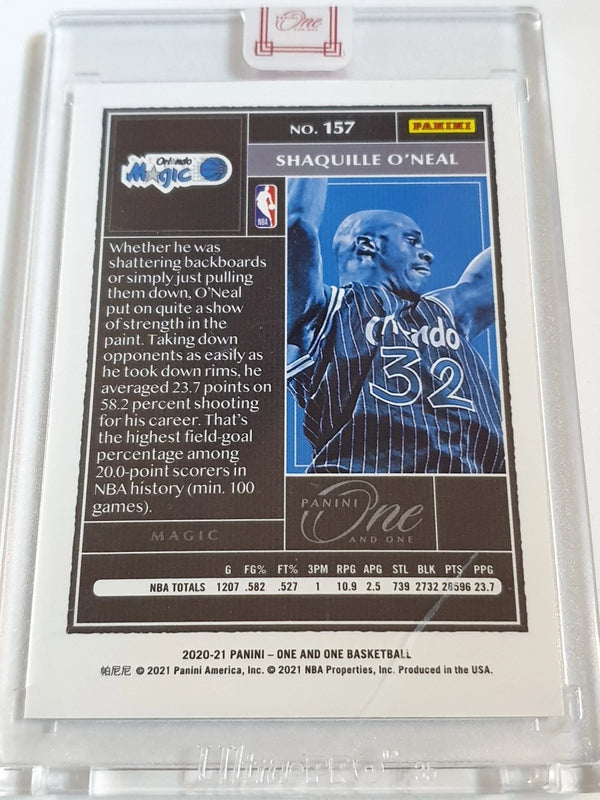 Panini
One
AND ONE
NO. 157
PANINI
SHAQUILLE O'NEAL
Orlando
Magic
NBA
Whether he was
shattering backboards
or simply just pulling
them down, O'Neal
put on quite a show
of strength in the
paint. Taking down
opponents as easily as
he took down rims, he
averaged 23.7 points on
58.2 percent shooting
for his career. That's
the highest field-goal
percentage among
20.0-point scorers in
NBA history (min. 100
games).
Orlando
32
PANINI
One
AND ONE
MAGIC
G FG% FT% 3PM RPG APG STL BLK PTS PPG
NBA TOTALS 1207 .582 .527 1 10.9 2.5 739 2732 28596 23.7
2020-21 PANINI – ONE AND ONE BASKETBALL
帕尼尼 © 2021 Panini America, Inc. © 2021 NBA Properties, Inc. Produced in the USA.